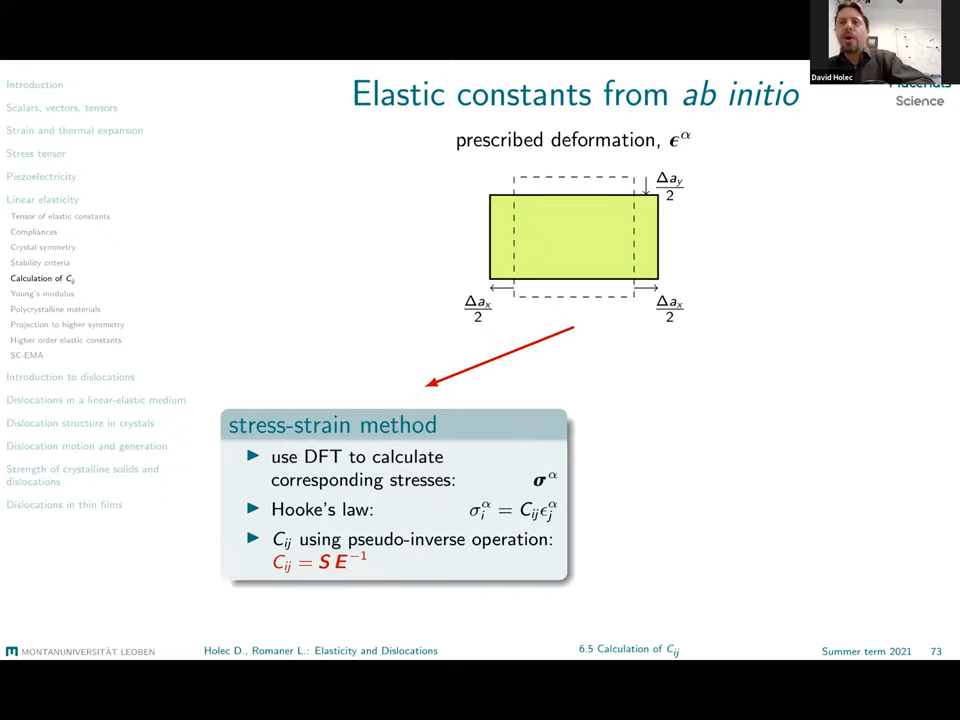 David Holec
Materials
Science
Introduction
Scalars, vectors, tensors
Strain and thermal expansion
Stress tensor
Piezoelectricity
Linear elasticity
Tensor of elastic constants
Compliances
Crystal symmetry
Stability criteria
Calculation of C_ij
Young's modulus
Polycrystalline materials
Projection to higher symmetry
Higher order elastic constants
SC-EMA
Introduction to dislocations
Dislocations in a linear-elastic medium
Dislocation structure in crystals
Dislocation motion and generation
Strength of crystalline solids and
dislocations
Dislocations in thin films
Elastic constants from ab initio
prescribed deformation, ϵ^α
Δa_y
2
Δa_x
2
Δa_x
2
stress-strain method
▶ use DFT to calculate
corresponding stresses: σ^α
▶ Hooke's law: σ_i^α = C_ij ϵ_j^α
▶ C_ij using pseudo-inverse operation:
C_ij = S E^−1
MONTANUNIVERSITÄT LEOBEN
Holec D., Romaner L.: Elasticity and Dislocations
6.5 Calculation of C_ij
Summer term 2021 73